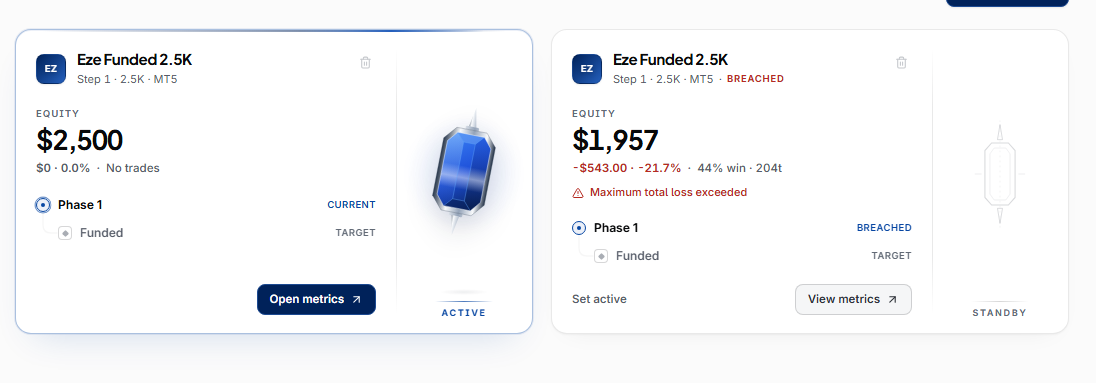 EZ
Eze Funded 2.5K
Step 1 · 2.5K · MT5
EQUITY
$2,500
$0 · 0.0% · No trades
Phase 1 CURRENT
Funded TARGET
Open metrics
ACTIVE
EZ
Eze Funded 2.5K
Step 1 · 2.5K · MT5 · BREACHED
EQUITY
$1,957
-$543.00 · -21.7% · 44% win · 204t
Maximum total loss exceeded
Phase 1 BREACHED
Funded TARGET
Set active
View metrics
STANDBY